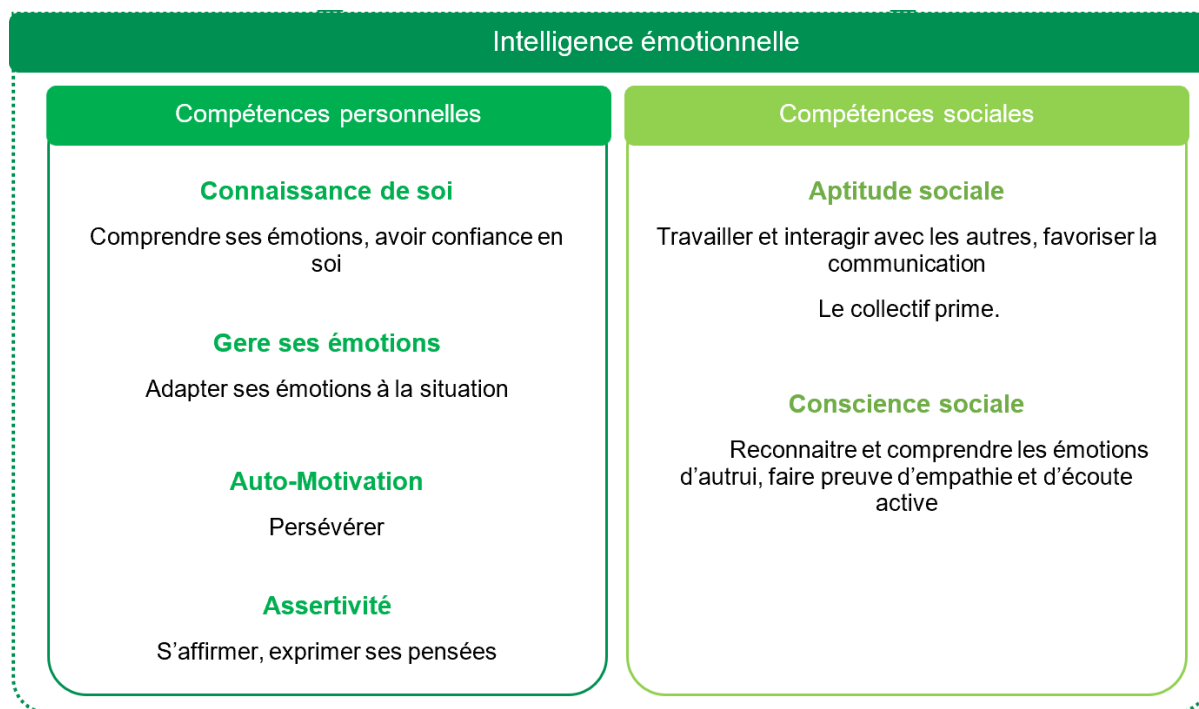 Intelligence émotionnelle
Compétences personnelles
Connaissance de soi
Comprendre ses émotions, avoir confiance en
soi
Gere ses émotions
Adapter ses émotions à la situation
Auto-Motivation
Persévérer
Assertivité
S’affirmer, exprimer ses pensées
Compétences sociales
Aptitude sociale
Travailler et interagir avec les autres, favoriser la
communication
Le collectif prime.
Conscience sociale
Reconnaitre et comprendre les émotions
d’autrui, faire preuve d’empathie et d’écoute
active